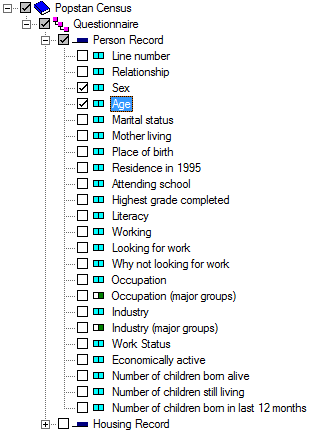 Popstan Census
Questionnaire
Person Record
Line number
Relationship
Sex
Age
Marital status
Mother living
Place of birth
Residence in 1995
Attending school
Highest grade completed
Literacy
Working
Looking for work
Why not looking for work
Occupation
Occupation (major groups)
Industry
Industry (major groups)
Work Status
Economically active
Number of children born alive
Number of children still living
Number of children born in last 12 months
Housing Record